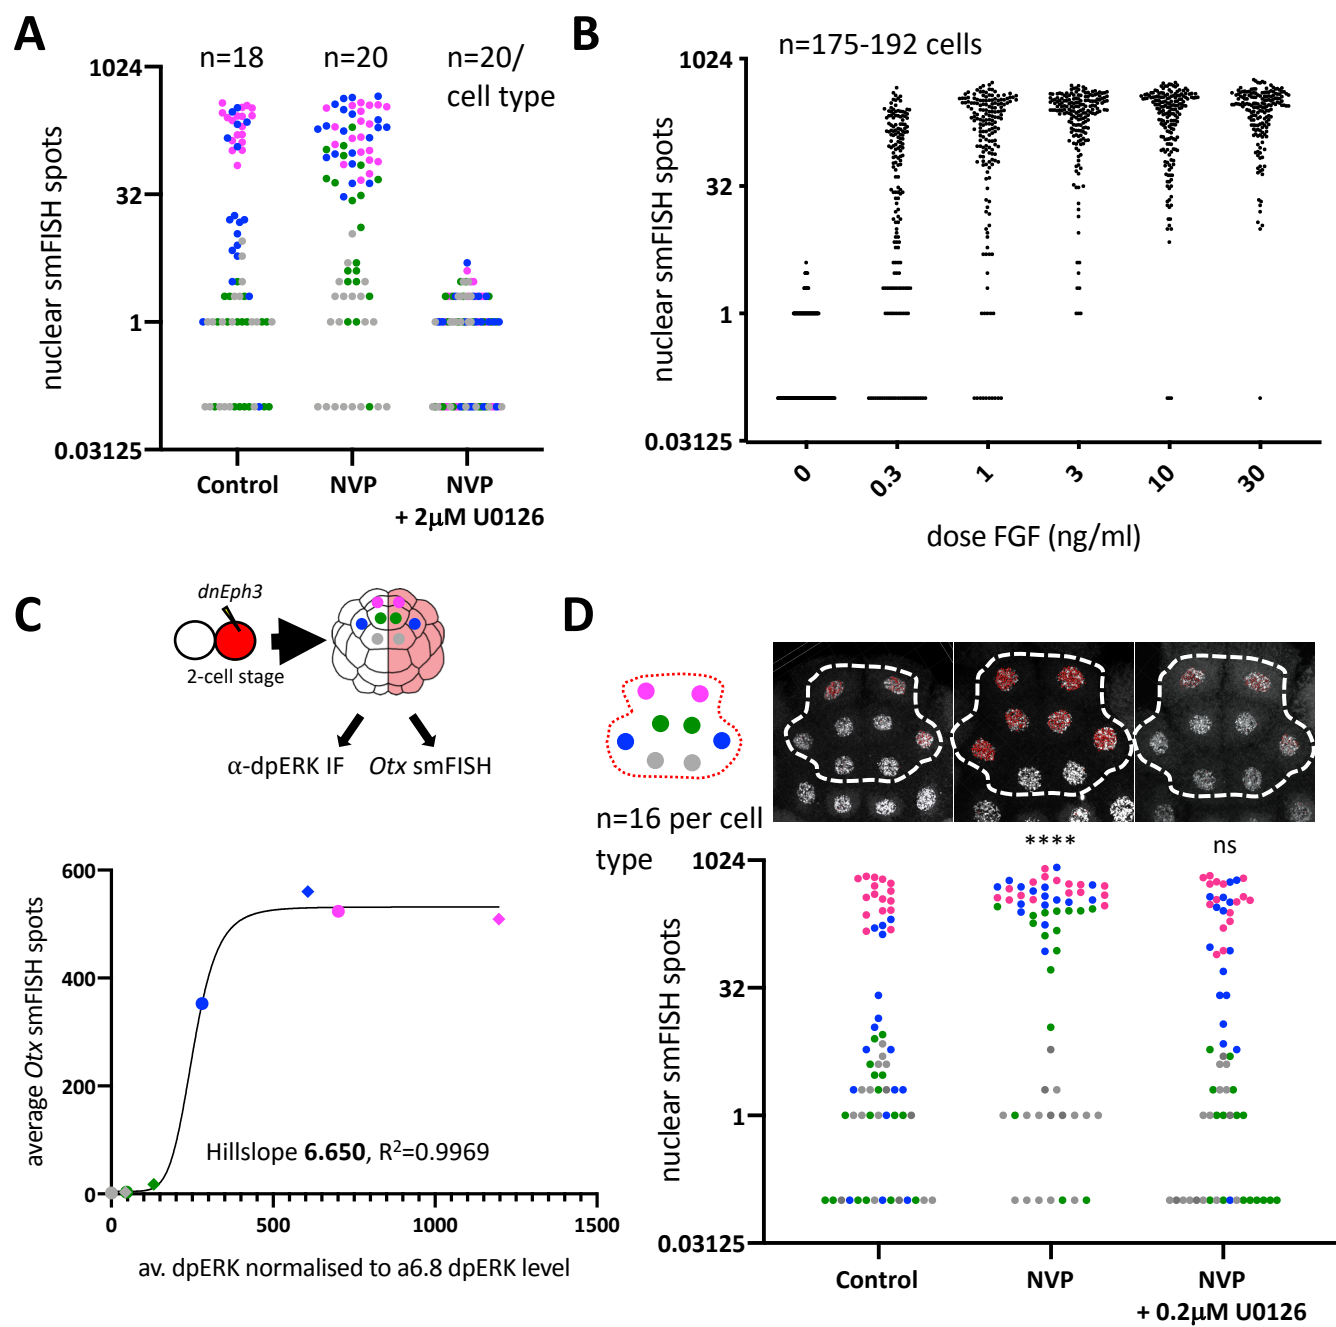 A
n=18
n=20
n=20/
cell type
1024
32
1
0.03125
nuclear smFISH spots
Control
NVP
NVP
+ 2μM U0126
B
n=175-192 cells
1024
32
1
0.03125
nuclear smFISH spots
0
0.3
1
3
10
30
dose FGF (ng/ml)
C
dnEph3
2-cell stage
α-dpERK IF
Otx smFISH
600
400
200
0
average Otx smFISH spots
Hillslope 6.650, R²=0.9969
0
500
1000
1500
av. dpERK normalised to a6.8 dpERK level
D
n=16 per cell
type
****
ns
1024
32
1
0.03125
nuclear smFISH spots
Control
NVP
NVP
+ 0.2μM U0126